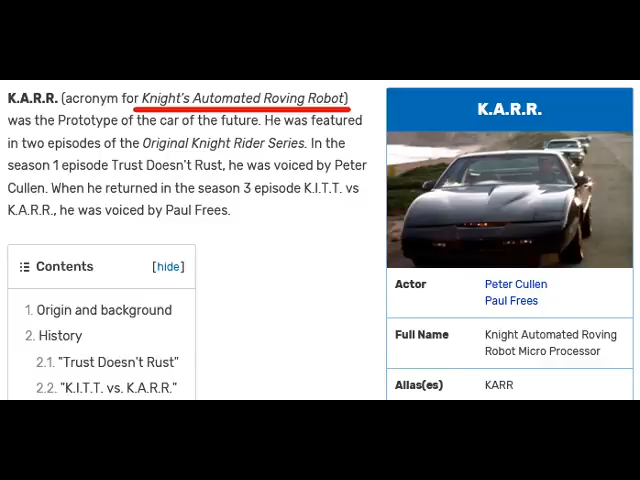 K.A.R.R. (acronym for Knight's Automated Roving Robot)
was the Prototype of the car of the future. He was featured
in two episodes of the Original Knight Rider Series. In the
season 1 episode Trust Doesn't Rust, he was voiced by Peter
Cullen. When he returned in the season 3 episode K.I.T.T. vs
K.A.R.R., he was voiced by Paul Frees.
Contents [hide]
1. Origin and background
2. History
2.1. "Trust Doesn't Rust"
2.2. "K.I.T.T. vs. K.A.R.R."
K.A.R.R.
Actor Peter Cullen
Paul Frees
Full Name Knight Automated Roving
Robot Micro Processor
Alias(es) KARR